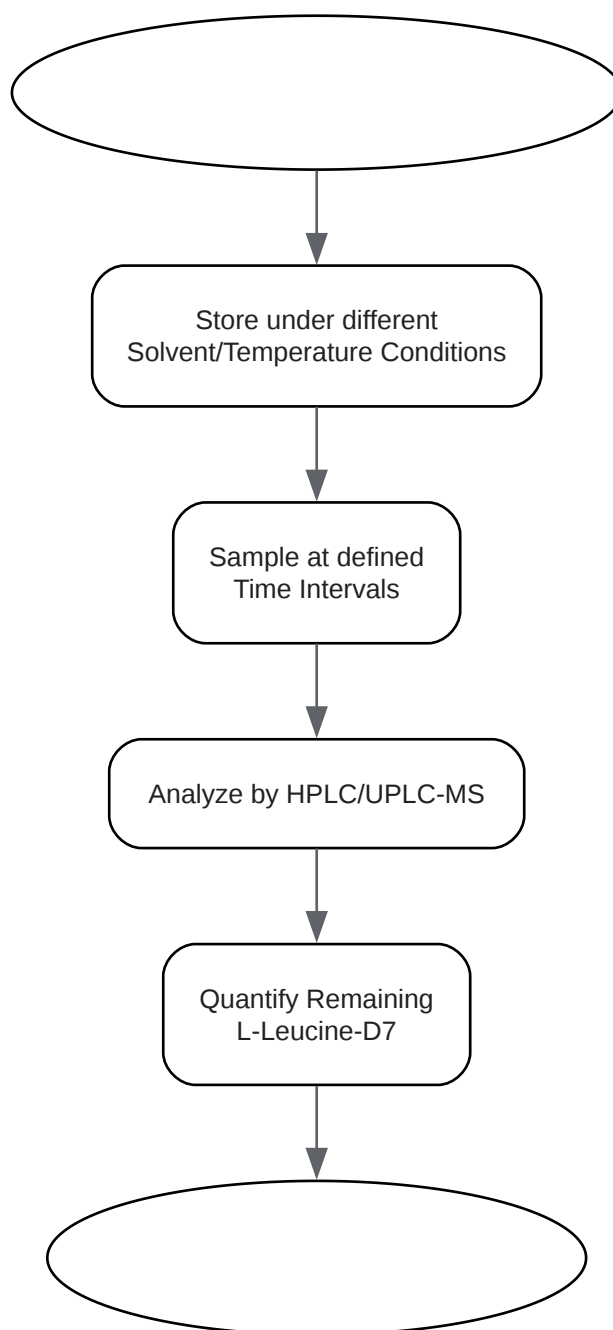 Store under different
Solvent/Temperature Conditions
Sample at defined
Time Intervals
Analyze by HPLC/UPLC-MS
Quantify Remaining
L-Leucine-D7